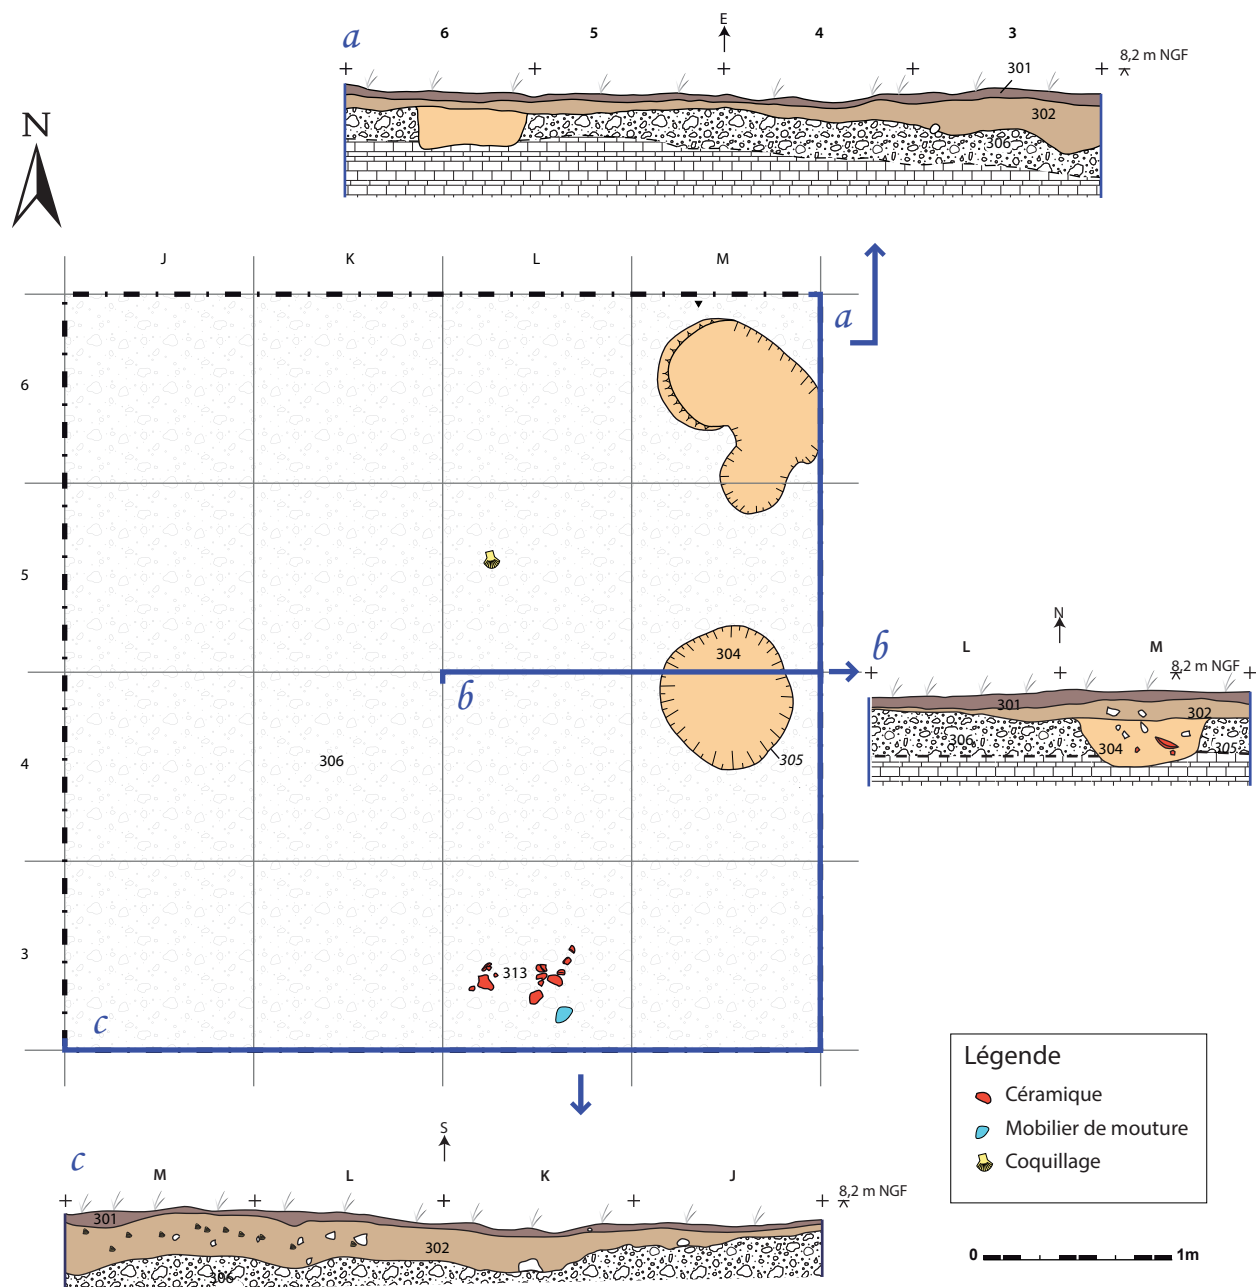 a 6 5 E 4 3
8,2 m NGF
301
302
306
N
J K L M
a
6
5
304
b
4
306
305
3
313
c
b L N M
8,2 m NGF
301
302
306
304
305
Légende
Céramique
Mobilier de mouture
Coquillage
c M L S K J
8,2 m NGF
301
302
306
0 1m